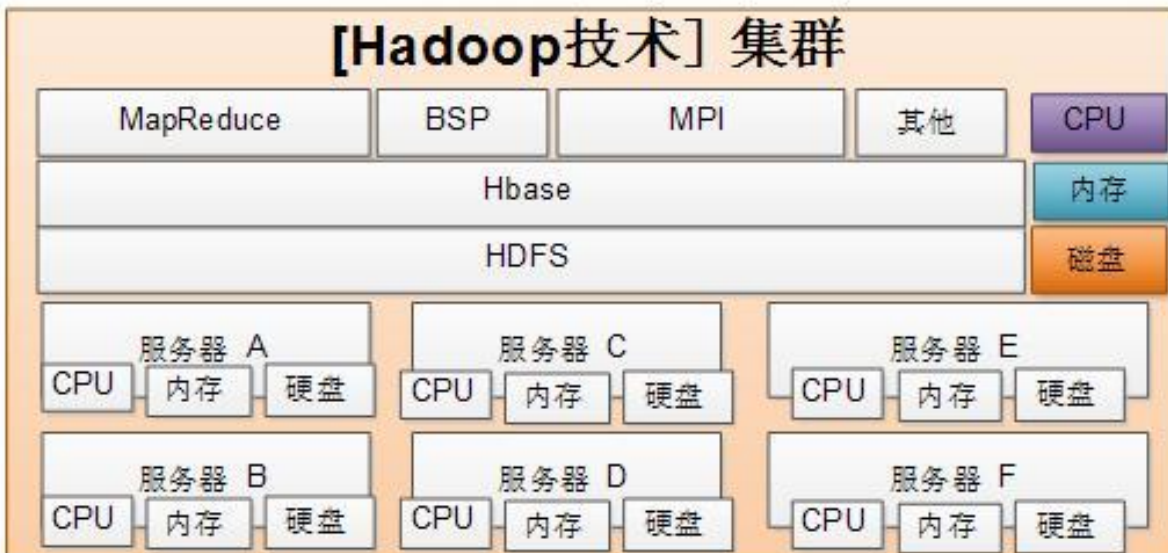 [Hadoop技术] 集群
MapReduce BSP MPI 其他 CPU
Hbase 内存
HDFS 磁盘
服务器 A 服务器 C 服务器 E
CPU 内存 硬盘 CPU 内存 硬盘 CPU 内存 硬盘
服务器 B 服务器 D 服务器 F
CPU 内存 硬盘 CPU 内存 硬盘 CPU 内存 硬盘